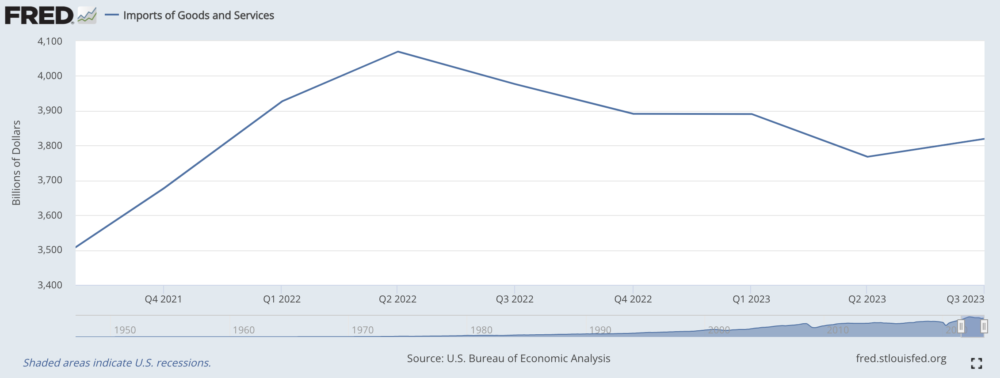 FRED
Imports of Goods and Services
Billions of Dollars
4,100
4,000
3,900
3,800
3,700
3,600
3,500
3,400
Q4 2021 Q1 2022 Q2 2022 Q3 2022 Q4 2022 Q1 2023 Q2 2023 Q3 2023
1950 1960 1970 1980 1990 2000 2010
Shaded areas indicate U.S. recessions.
Source: U.S. Bureau of Economic Analysis
fred.stlouisfed.org